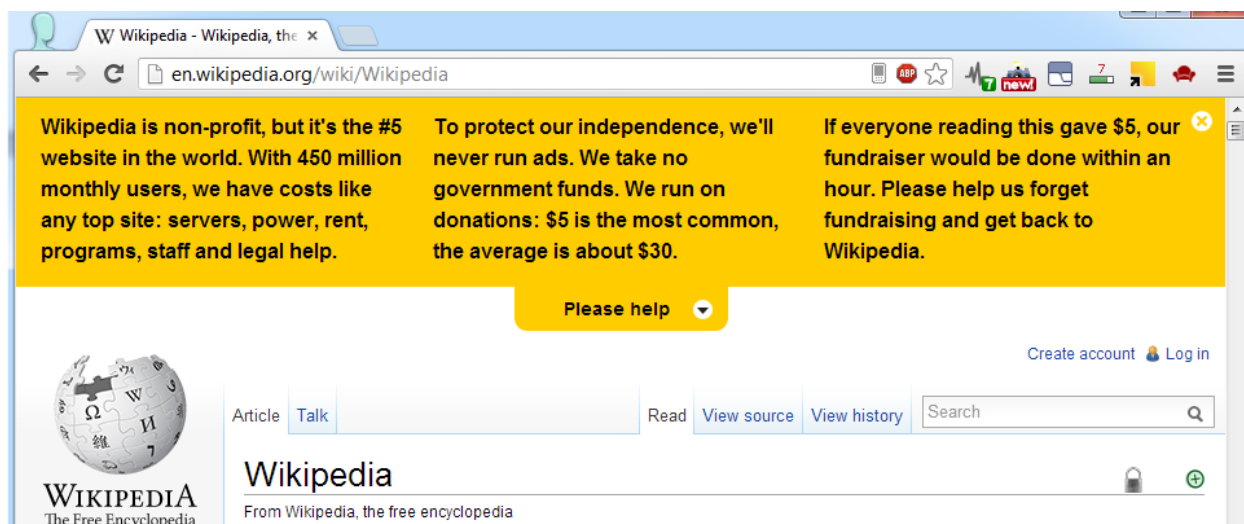 Wikipedia - Wikipedia, the
en.wikipedia.org/wiki/Wikipedia
ABP
7
new!
7
Wikipedia is non-profit, but it's the #5
website in the world. With 450 million
monthly users, we have costs like
any top site: servers, power, rent,
programs, staff and legal help.
To protect our independence, we'll
never run ads. We take no
government funds. We run on
donations: $5 is the most common,
the average is about $30.
If everyone reading this gave $5, our
fundraiser would be done within an
hour. Please help us forget
fundraising and get back to
Wikipedia.
Please help
Create account Log in
Article Talk Read View source View history Search
Ω W И 雜 7
WIKIPEDIA
The Free Encyclopedia
Wikipedia
From Wikipedia, the free encyclopedia